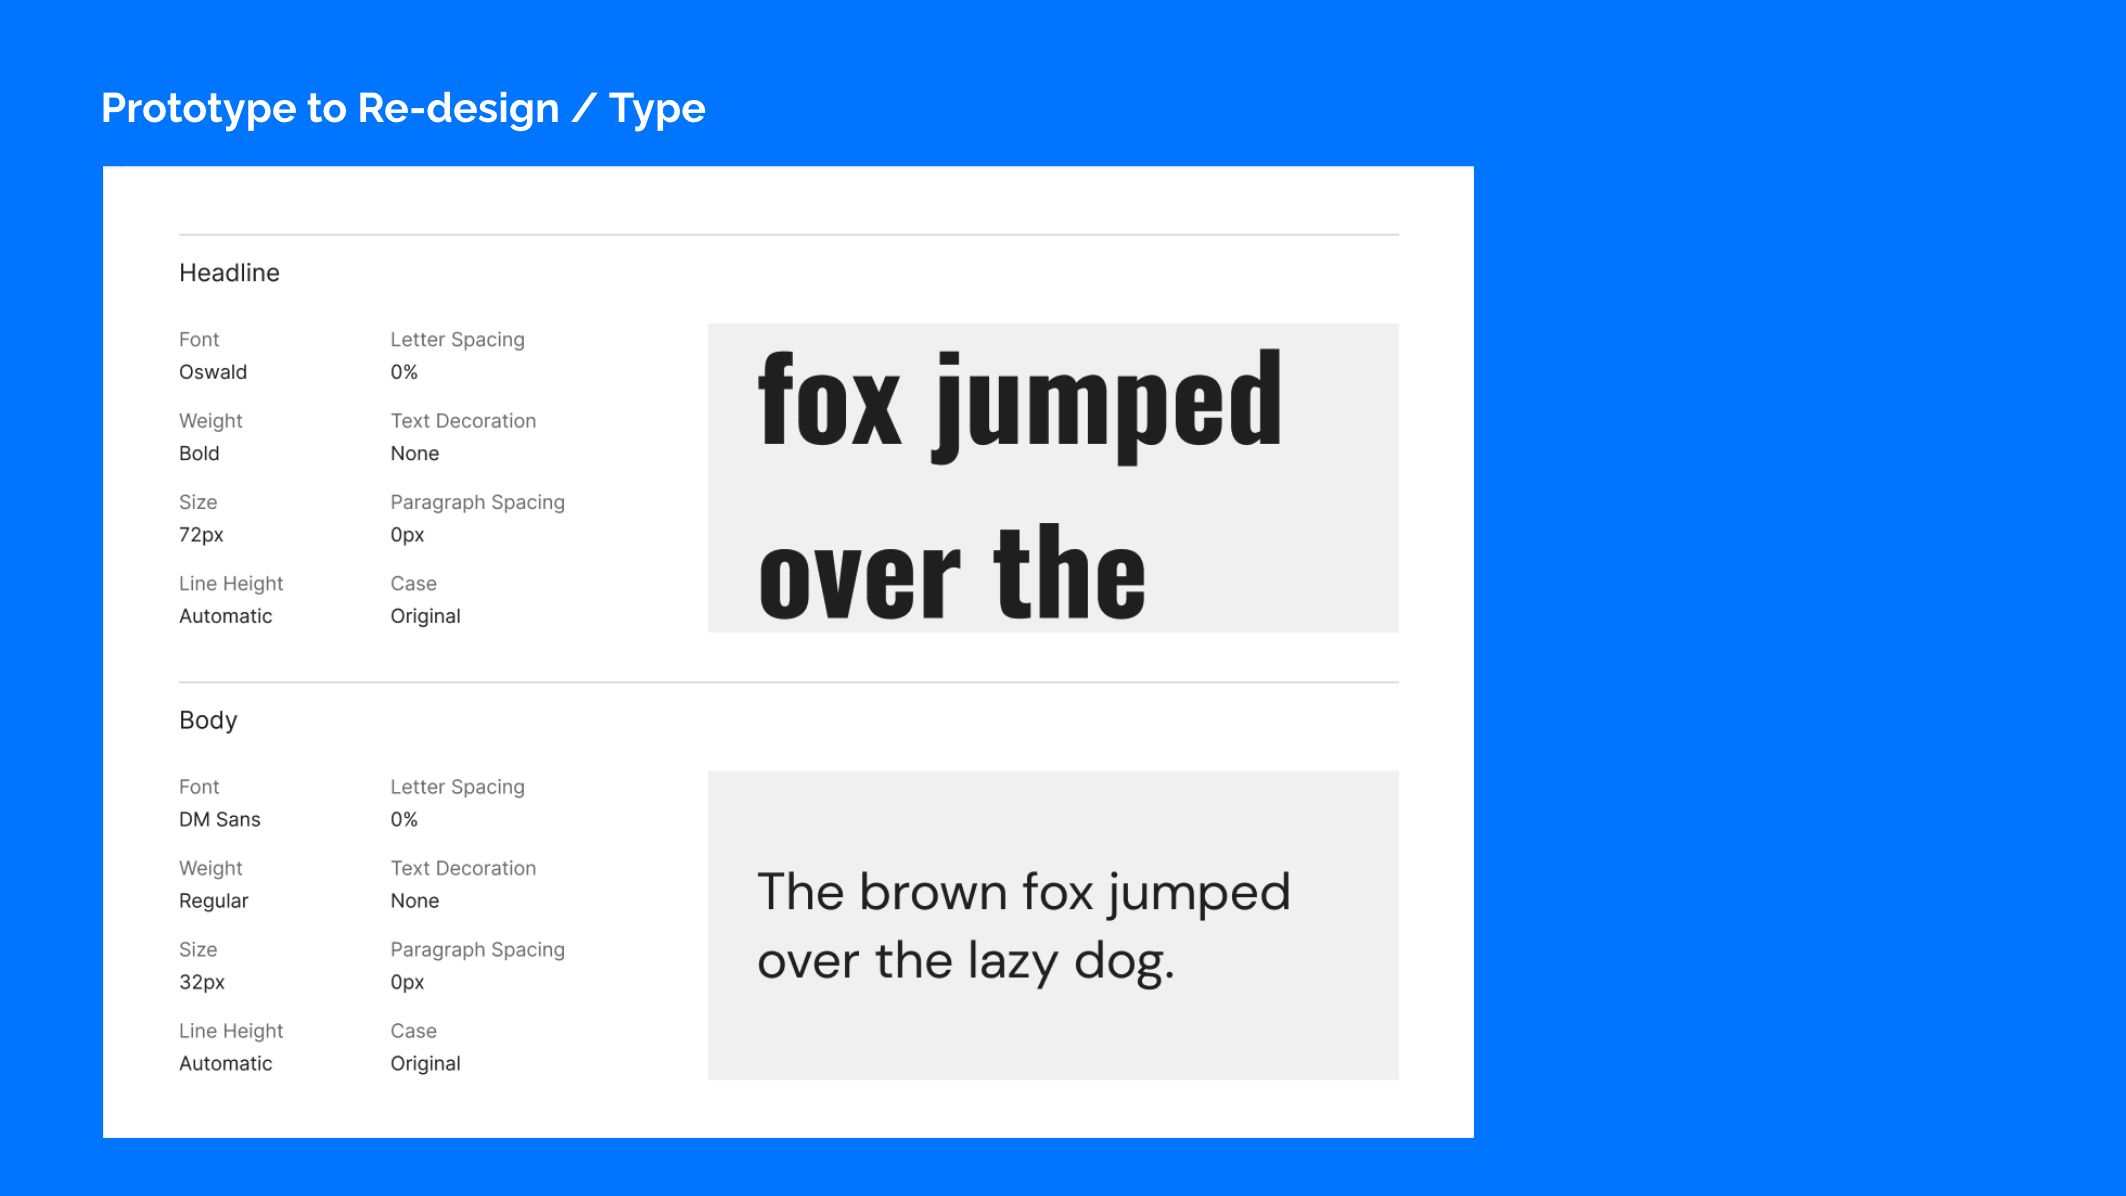 Prototype to Re-design / Type
Headline
Font
Oswald
Letter Spacing
0%
Weight
Bold
Text Decoration
None
Size
72px
Paragraph Spacing
0px
Line Height
Automatic
Case
Original
fox jumped
over the
Body
Font
DM Sans
Letter Spacing
0%
Weight
Regular
Text Decoration
None
Size
32px
Paragraph Spacing
0px
Line Height
Automatic
Case
Original
The brown fox jumped
over the lazy dog.